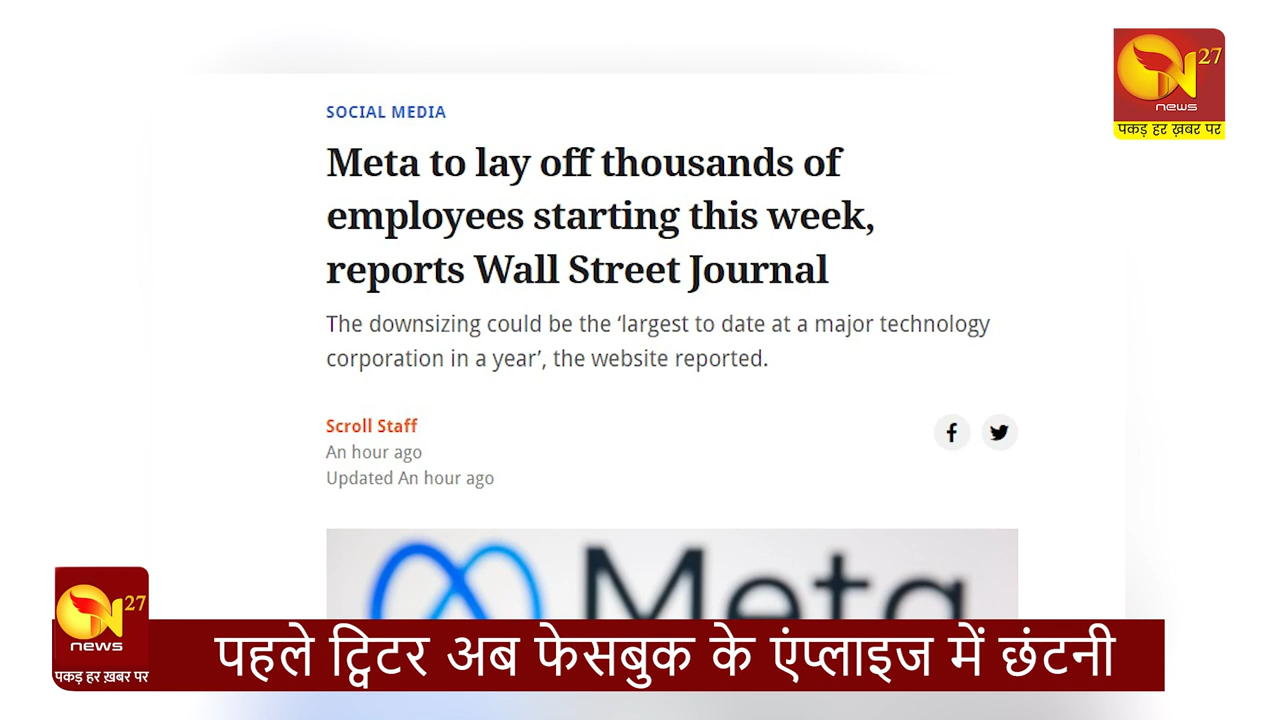 27
news
पकड़ हर ख़बर पर
SOCIAL MEDIA
Meta to lay off thousands of
employees starting this week,
reports Wall Street Journal
The downsizing could be the ‘largest to date at a major technology
corporation in a year’, the website reported.
Scroll Staff
An hour ago
Updated An hour ago
Meta
27
news
पकड़ हर ख़बर पर
पहले ट्विटर अब फेसबुक के एंप्लाइज में छंटनी